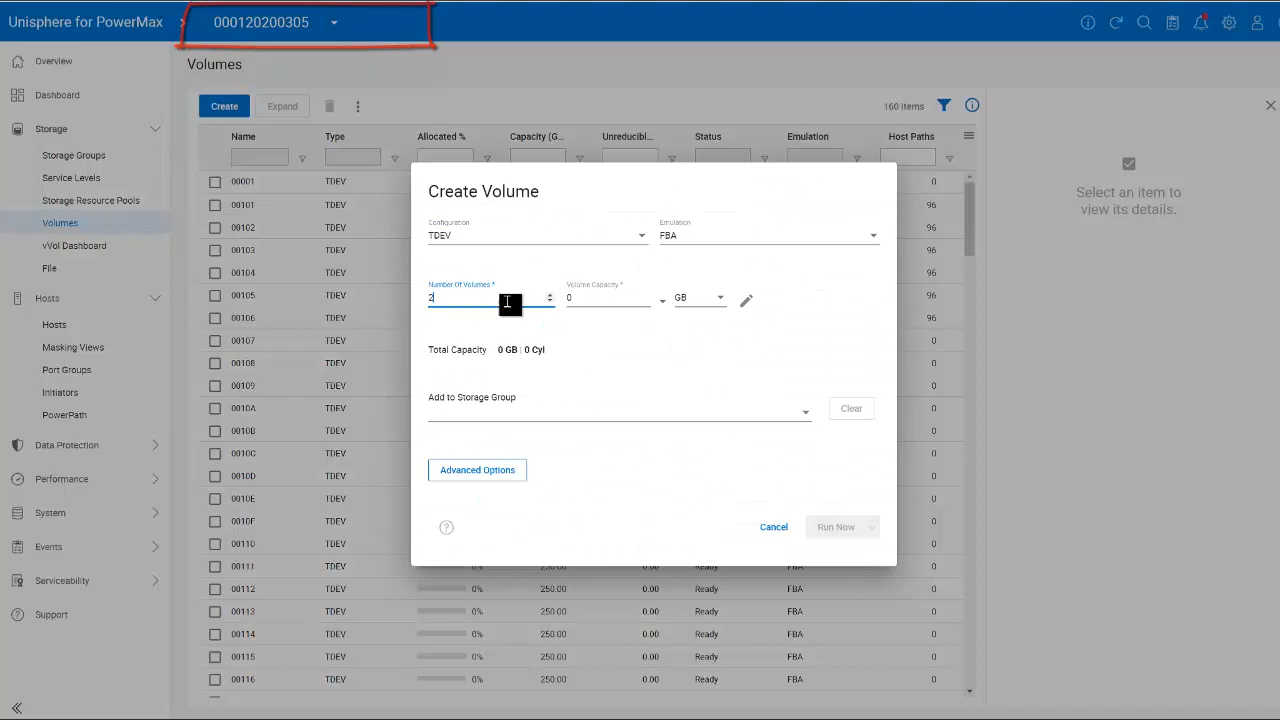 Unisphere for PowerMax > 000120200305
Overview
Dashboard
Storage
Storage Groups
Service Levels
Storage Resource Pools
Volumes
vVol Dashboard
File
Hosts
Hosts
Masking Views
Port Groups
Initiators
PowerPath
Data Protection
Performance
System
Events
Serviceability
Support
Volumes
Create Expand 160 items
Name Type Allocated % Capacity (G... Unreducibl... Status Emulation Host Paths
00001 TDEV 0
00101 TDEV 96
00102 TDEV 96
00103 TDEV 96
00104 TDEV 96
00105 TDEV 96
00106 TDEV 96
00107 TDEV 0
00108 TDEV 0
00109 TDEV 0
0010A TDEV 0
0010B TDEV 0
0010C TDEV 0
0010D TDEV 0
0010E TDEV 0
0010F TDEV 0
00110 TDEV 0
00111 TDEV 0% 250.00 0.00 Ready FBA 0
00112 TDEV 0% 250.00 0.00 Ready FBA 0
00113 TDEV 0% 250.00 0.00 Ready FBA 0
00114 TDEV 0% 250.00 0.00 Ready FBA 0
00115 TDEV 0% 250.00 0.00 Ready FBA 0
00116 TDEV 0% 250.00 0.00 Ready FBA 0
Create Volume
Configuration Emulation
TDEV FBA
Number Of Volumes * Volume Capacity *
2 0 GB
Total Capacity 0 GB | 0 Cyl
Add to Storage Group
Clear
Advanced Options
? Cancel Run Now
Select an item to
view its details.